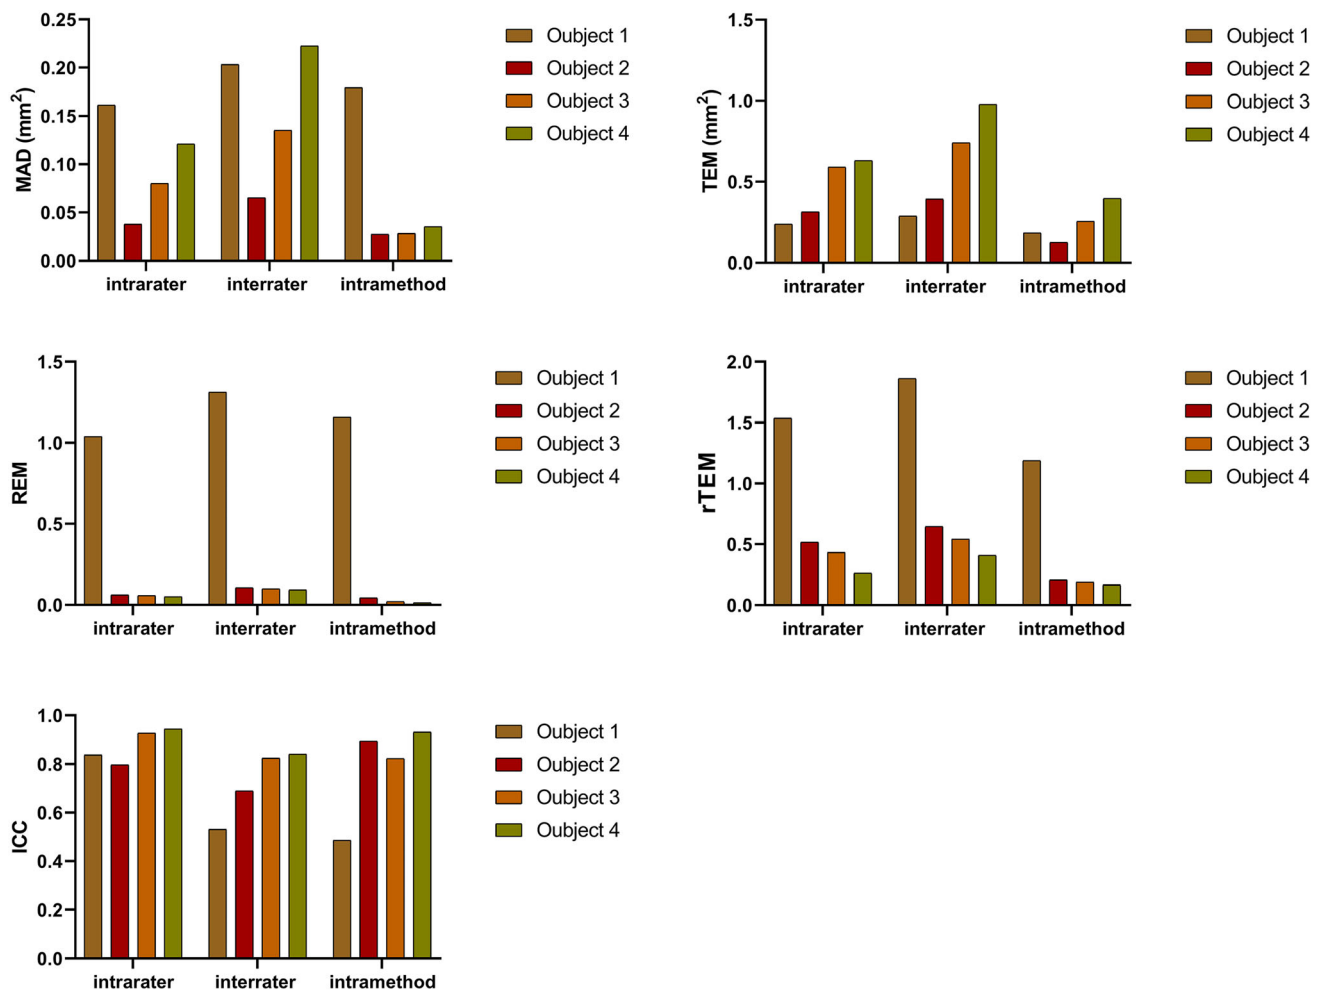 0.25
0.20
0.15
0.10
0.05
0.00
MAD (mm²)
intrarater interrater intramethod
Oubject 1
Oubject 2
Oubject 3
Oubject 4
1.5
1.0
0.5
0.0
TEM (mm²)
intrarater interrater intramethod
Oubject 1
Oubject 2
Oubject 3
Oubject 4
1.5
1.0
0.5
0.0
REM
intrarater interrater intramethod
Oubject 1
Oubject 2
Oubject 3
Oubject 4
2.0
1.5
1.0
0.5
0.0
rTEM
intrarater interrater intramethod
Oubject 1
Oubject 2
Oubject 3
Oubject 4
1.0
0.8
0.6
0.4
0.2
0.0
ICC
intrarater interrater intramethod
Oubject 1
Oubject 2
Oubject 3
Oubject 4